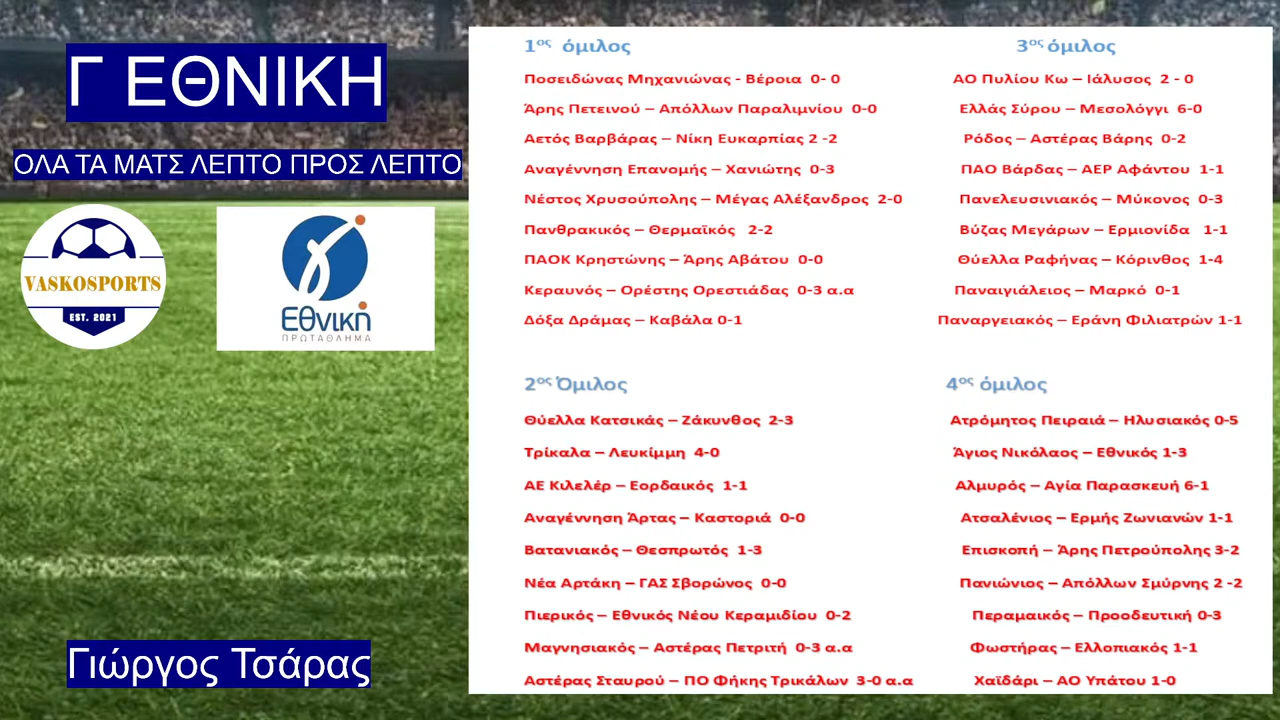 Γ ΕΘΝΙΚΗ
ΟΛΑ ΤΑ ΜΑΤΣ ΛΕΠΤΟ ΠΡΟΣ ΛΕΠΤΟ
VASKOSPORTS
EST. 2021
γ
Εθνική
ΠΡΩΤΑΘΛΗΜΑ
Γιώργος Τσάρας
1ος όμιλος
Ποσειδώνας Μηχανιώνας - Βέροια 0- 0
Άρης Πετεινού – Απόλλων Παραλιμνίου 0-0
Αετός Βαρβάρας – Νίκη Ευκαρπίας 2 -2
Αναγέννηση Επανομής – Χανιώτης 0-3
Νέστος Χρυσούπολης – Μέγας Αλέξανδρος 2-0
Πανθρακικός – Θερμαϊκός 2-2
ΠΑΟΚ Κρηστώνης – Άρης Αβάτου 0-0
Κεραυνός – Ορέστης Ορεστιάδας 0-3 α.α
Δόξα Δράμας – Καβάλα 0-1
3ος όμιλος
ΑΟ Πυλίου Κω – Ιάλυσος 2 - 0
Ελλάς Σύρου – Μεσολόγγι 6-0
Ρόδος – Αστέρας Βάρης 0-2
ΠΑΟ Βάρδας – ΑΕΡ Αφάντου 1-1
Πανελευσινιακός – Μύκονος 0-3
Βύζας Μεγάρων – Ερμιονίδα 1-1
Θύελλα Ραφήνας – Κόρινθος 1-4
Παναιγιάλειος – Μαρκό 0-1
Παναργειακός – Εράνη Φιλιατρών 1-1
2ος Όμιλος
Θύελλα Κατσικάς – Ζάκυνθος 2-3
Τρίκαλα – Λευκίμμη 4-0
ΑΕ Κιλελέρ – Εορδαικός 1-1
Αναγέννηση Άρτας – Καστοριά 0-0
Βατανιακός – Θεσπρωτός 1-3
Νέα Αρτάκη – ΓΑΣ Σβορώνος 0-0
Πιερικός – Εθνικός Νέου Κεραμιδίου 0-2
Μαγνησιακός – Αστέρας Πετριτή 0-3 α.α
Αστέρας Σταυρού – ΠΟ Φήκης Τρικάλων 3-0 α.α
4ος όμιλος
Ατρόμητος Πειραιά – Ηλυσιακός 0-5
Άγιος Νικόλαος – Εθνικός 1-3
Αλμυρός – Αγία Παρασκευή 6-1
Ατσαλένιος – Ερμής Ζωνιανών 1-1
Επισκοπή – Άρης Πετρούπολης 3-2
Πανιώνιος – Απόλλων Σμύρνης 2 -2
Περαμαικός – Προοδευτική 0-3
Φωστήρας – Ελλοπιακός 1-1
Χαϊδάρι – ΑΟ Υπάτου 1-0